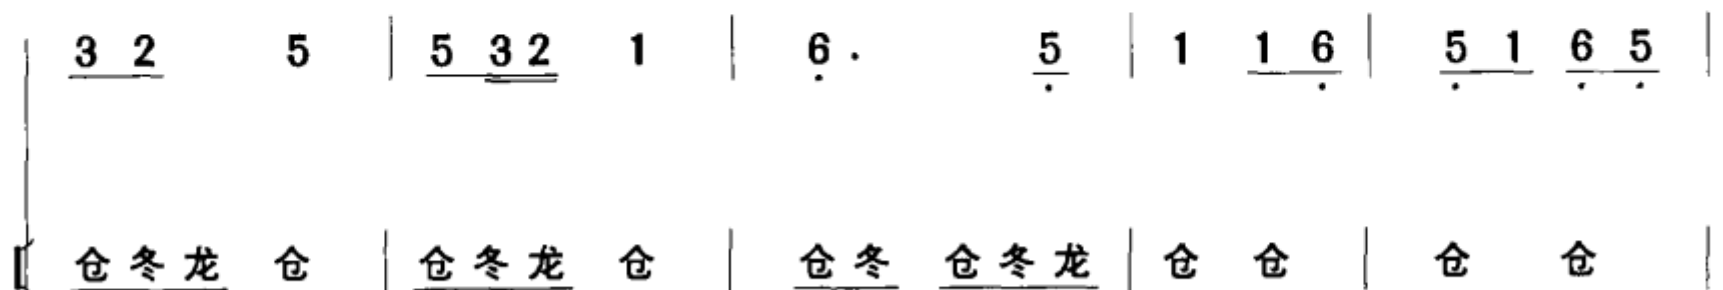 3 2 5 | 5 3 2 1 | 6 . 5 | 1 1 6 | 5 1 6 5 |
仓冬龙 仓 | 仓冬龙 仓 | 仓冬 仓冬龙 | 仓 仓 | 仓 仓 |